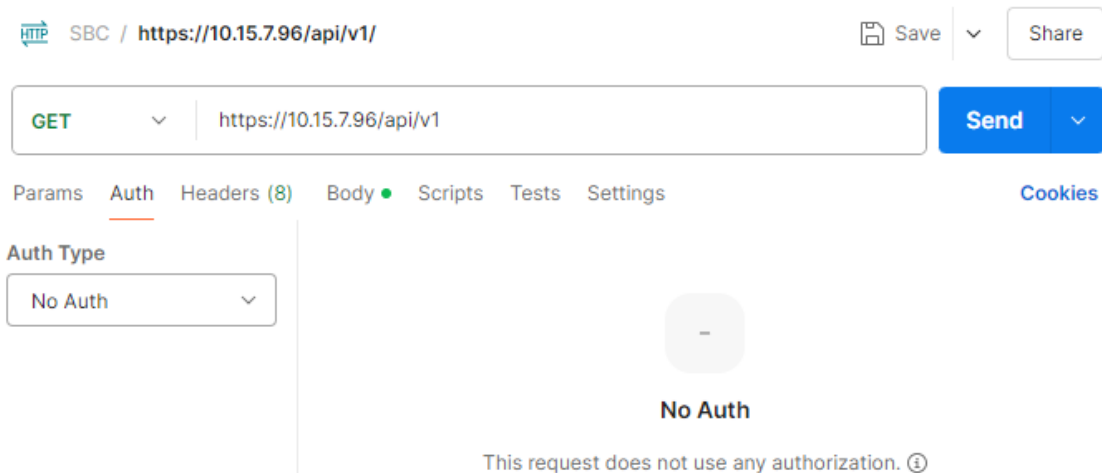 HTTP SBC / https://10.15.7.96/api/v1/ Save Share
GET https://10.15.7.96/api/v1 Send
Params Auth Headers (8) Body Scripts Tests Settings Cookies
Auth Type
No Auth
-
No Auth
This request does not use any authorization.